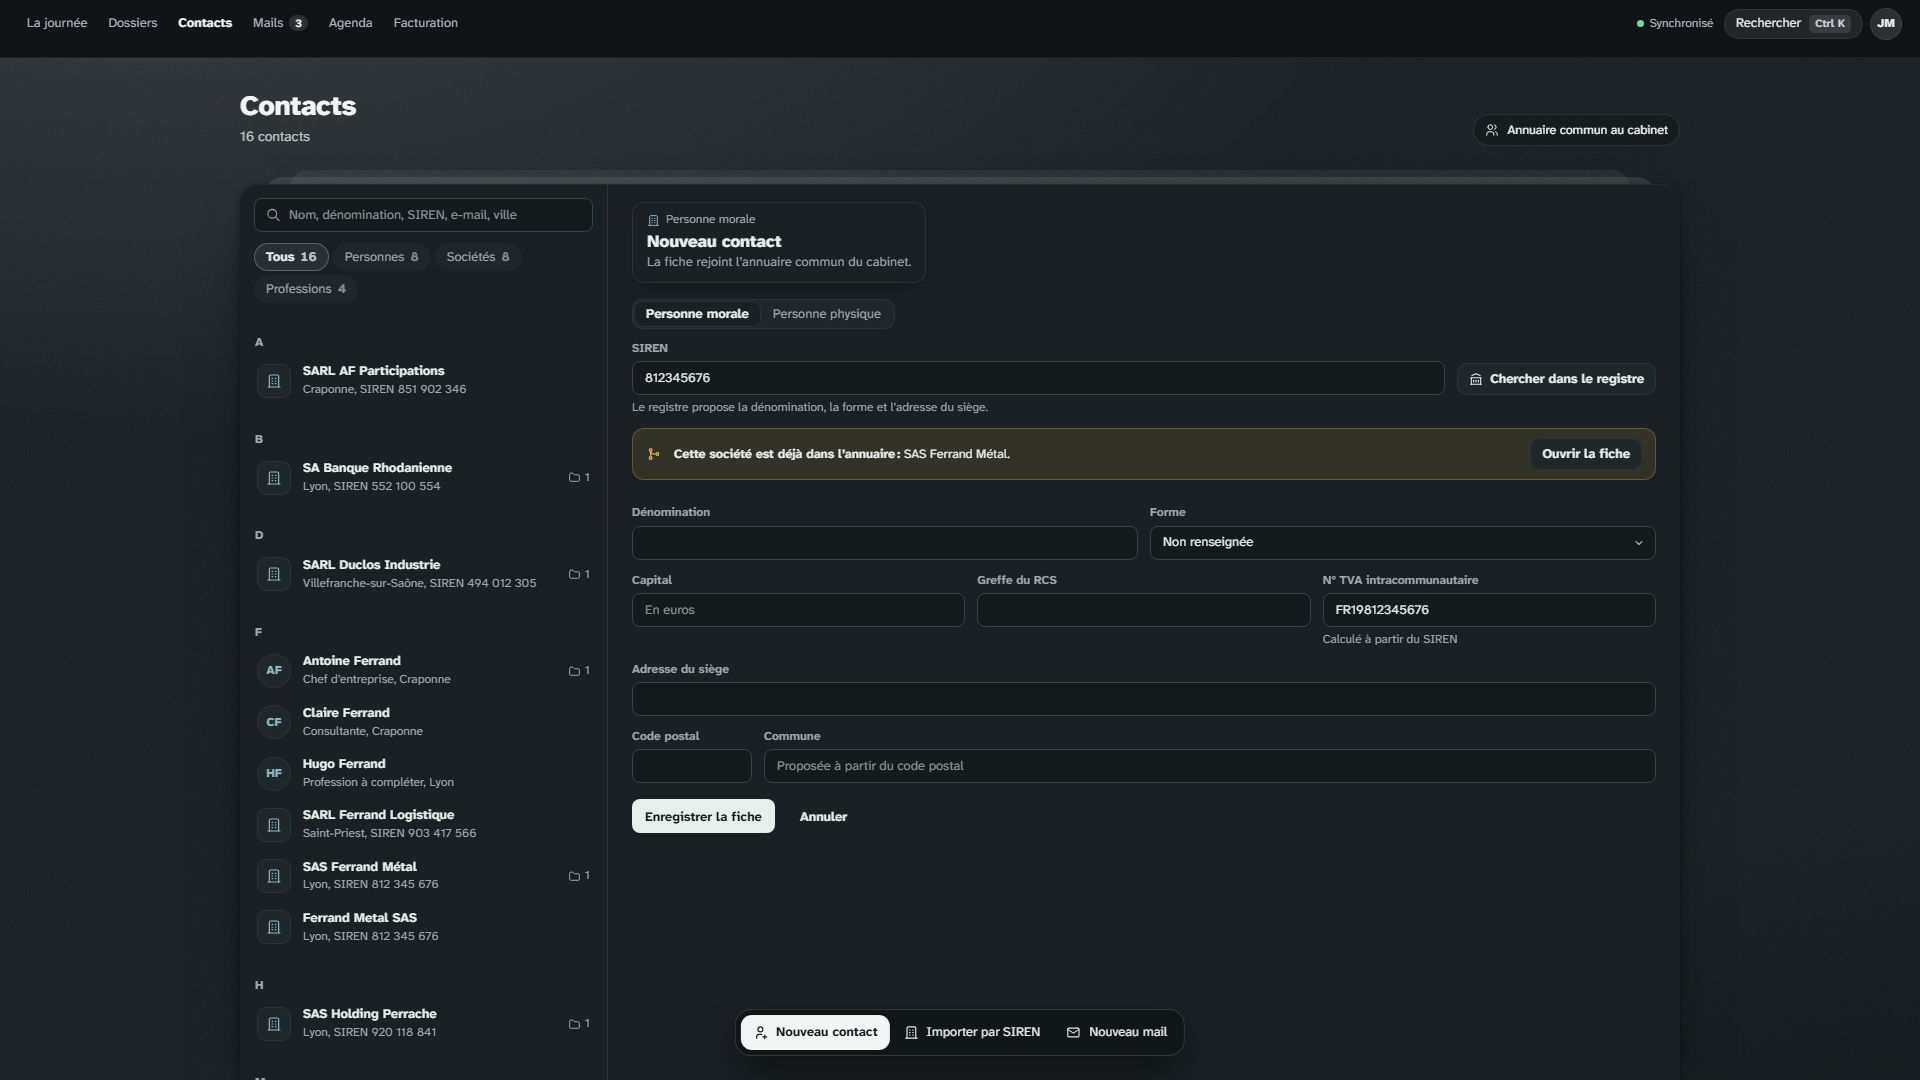 La journée
Dossiers
Contacts
Mails 3
Agenda
Facturation
Synchronisé
Rechercher Ctrl K
JM
Contacts
16 contacts
Annuaire commun au cabinet
Nom, dénomination, SIREN, e-mail, ville
Tous 16
Personnes 8
Sociétés 8
Professions 4
A
SARL AF Participations
Craponne, SIREN 851 902 346
B
SA Banque Rhodanienne
Lyon, SIREN 552 100 554
1
D
SARL Duclos Industrie
Villefranche-sur-Saône, SIREN 494 012 305
1
F
AF
Antoine Ferrand
Chef d'entreprise, Craponne
1
CF
Claire Ferrand
Consultante, Craponne
HF
Hugo Ferrand
Profession à compléter, Lyon
SARL Ferrand Logistique
Saint-Priest, SIREN 903 417 566
SAS Ferrand Métal
Lyon, SIREN 812 345 676
1
Ferrand Metal SAS
Lyon, SIREN 812 345 676
H
SAS Holding Perrache
Lyon, SIREN 920 118 841
1
Personne morale
Nouveau contact
La fiche rejoint l'annuaire commun du cabinet.
Personne morale
Personne physique
SIREN
812345676
Chercher dans le registre
Le registre propose la dénomination, la forme et l'adresse du siège.
Cette société est déjà dans l'annuaire : SAS Ferrand Métal.
Ouvrir la fiche
Dénomination
Forme
Non renseignée
Capital
Greffe du RCS
N° TVA intracommunautaire
En euros
FR19812345676
Calculé à partir du SIREN
Adresse du siège
Code postal
Commune
Proposée à partir du code postal
Enregistrer la fiche
Annuler
Nouveau contact
Importer par SIREN
Nouveau mail